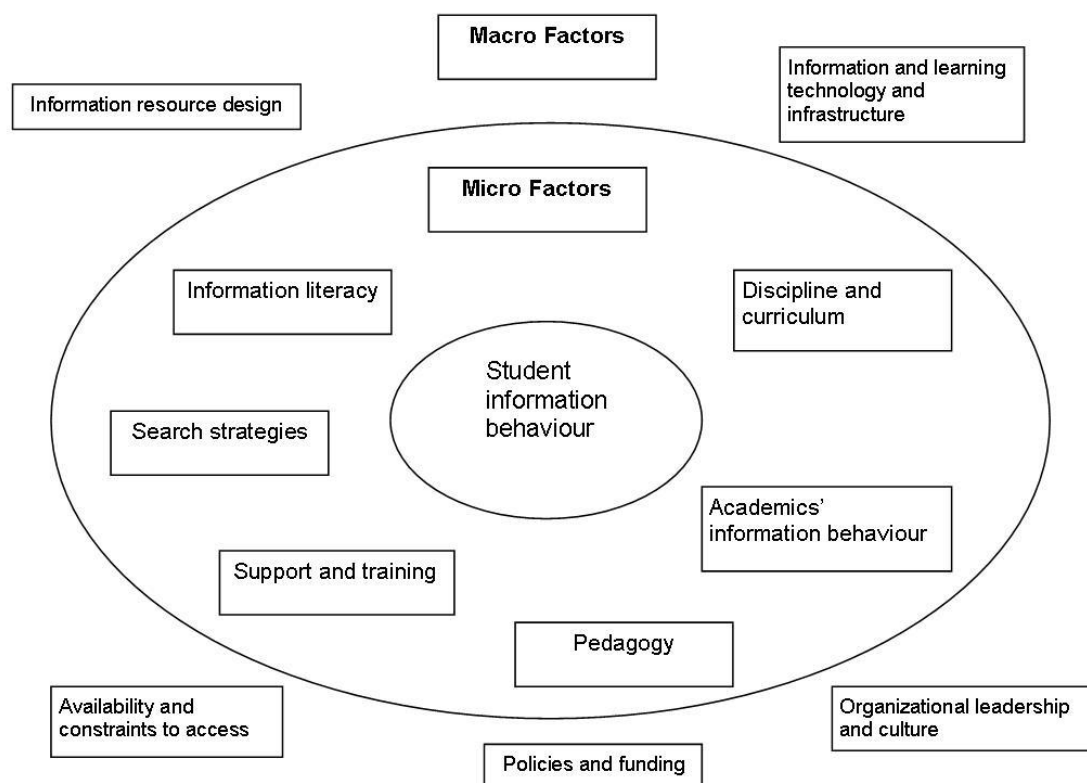 Macro Factors
Information and learning
technology and
infrastructure
Information resource design
Micro Factors
Information literacy
Discipline and
curriculum
Student
information
behaviour
Search strategies
Academics’
information behaviour
Support and training
Pedagogy
Availability and
constraints to access
Organizational leadership
and culture
Policies and funding